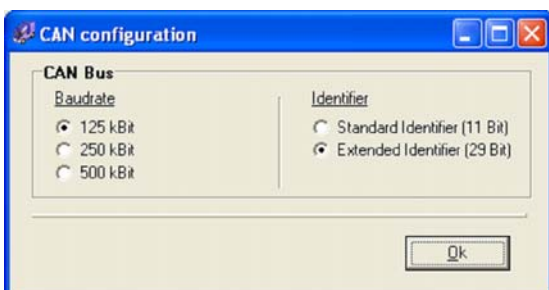 CAN configuration
CAN Bus
Baudrate
125 kBit
250 kBit
500 kBit
Identifier
Standard Identifier (11 Bit)
Extended Identifier (29 Bit)
Ok